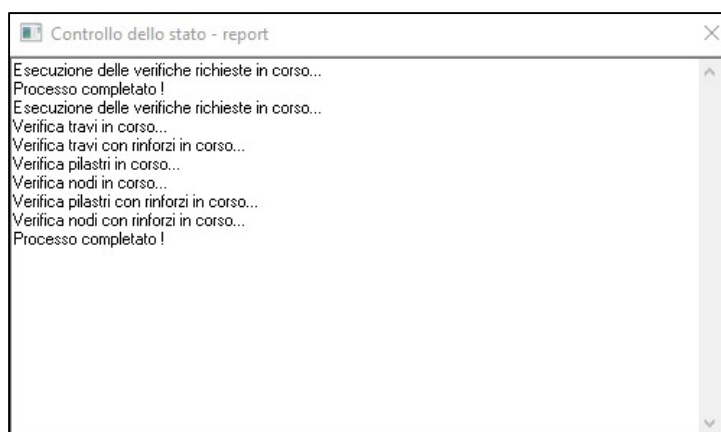 Controllo dello stato - report
Esecuzione delle verifiche richieste in corso...
Processo completato !
Esecuzione delle verifiche richieste in corso...
Verifica travi in corso...
Verifica travi con rinforzi in corso...
Verifica pilastri in corso...
Verifica nodi in corso...
Verifica pilastri con rinforzi in corso...
Verifica nodi con rinforzi in corso...
Processo completato !